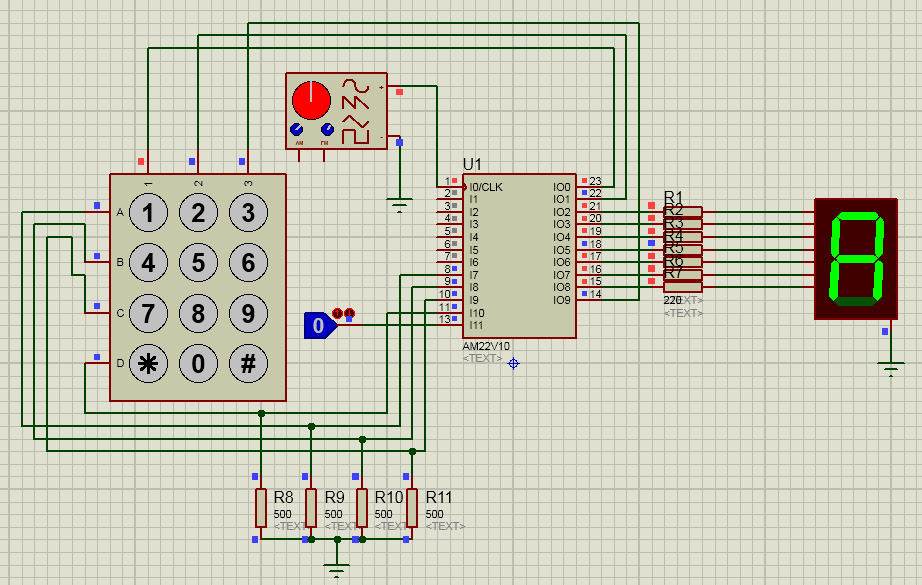 U1
AM FM
+
-
1 2 3
A 1 2 3
B 4 5 6
C 7 8 9
D * 0 #
0
1 I0/CLK IO0 23
2 I1 IO1 22
3 I2 IO2 21
4 I3 IO3 20
5 I4 IO4 19
6 I5 IO5 18
7 I6 IO6 17
8 I7 IO7 16
9 I8 IO8 15
10 I9 IO9 14
11 I10
13 I11
AM22V10
<TEXT>
R1
R2
R3
R4
R5
R6
R7
220
<TEXT>
<TEXT>
R8 R9 R10 R11
500 500 500 500
<TEXT <TEXT <TEXT> <TEXT>